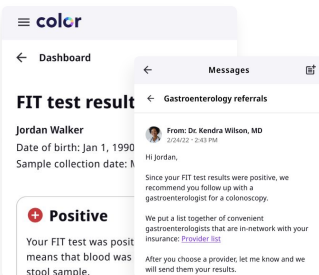 color
Dashboard
FIT test result
Jordan Walker
Date of birth: Jan 1, 1990
Sample collection date:
Positive
Your FIT test was posit
means that blood was
stool sample.
Messages
Gastroenterology referrals
From: Dr. Kendra Wilson, MD
2/24/22 · 2:43 PM
Hi Jordan,
Since your FIT test results were positive, we
recommend you follow up with a
gastroenterologist for a colonoscopy.
We put a list together of convenient
gastroenterologists that are in-network with your
insurance: Provider list
After you choose a provider, let me know and we
will send them your results.